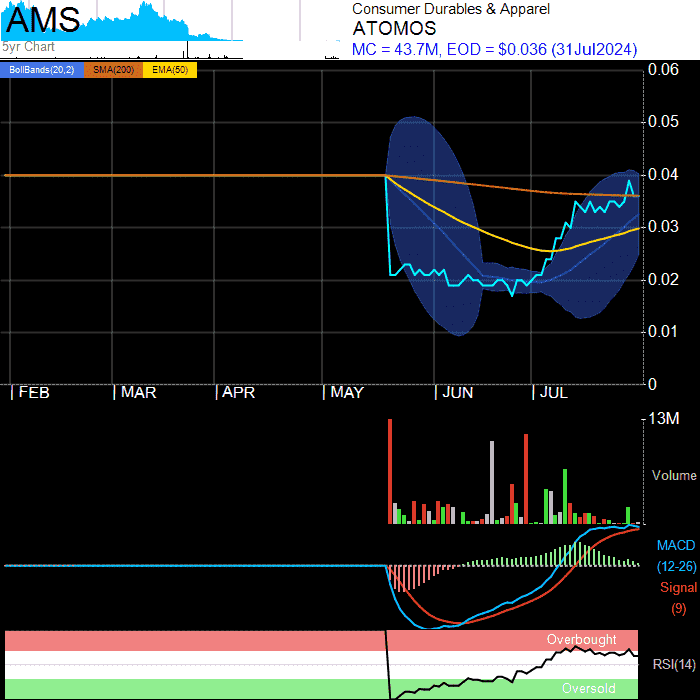 AMS
5yr Chart
Consumer Durables & Apparel
ATOMOS
MC = 43.7M, EOD = $0.036 (31Jul2024)
BollBands(20,2) SMA(200) EMA(50)
0.06
0.05
0.04
0.03
0.02
0.01
0
FEB MAR APR MAY JUN JUL
13M
Volume
MACD
(12-26)
Signal
(9)
Overbought
RSI(14)
Oversold